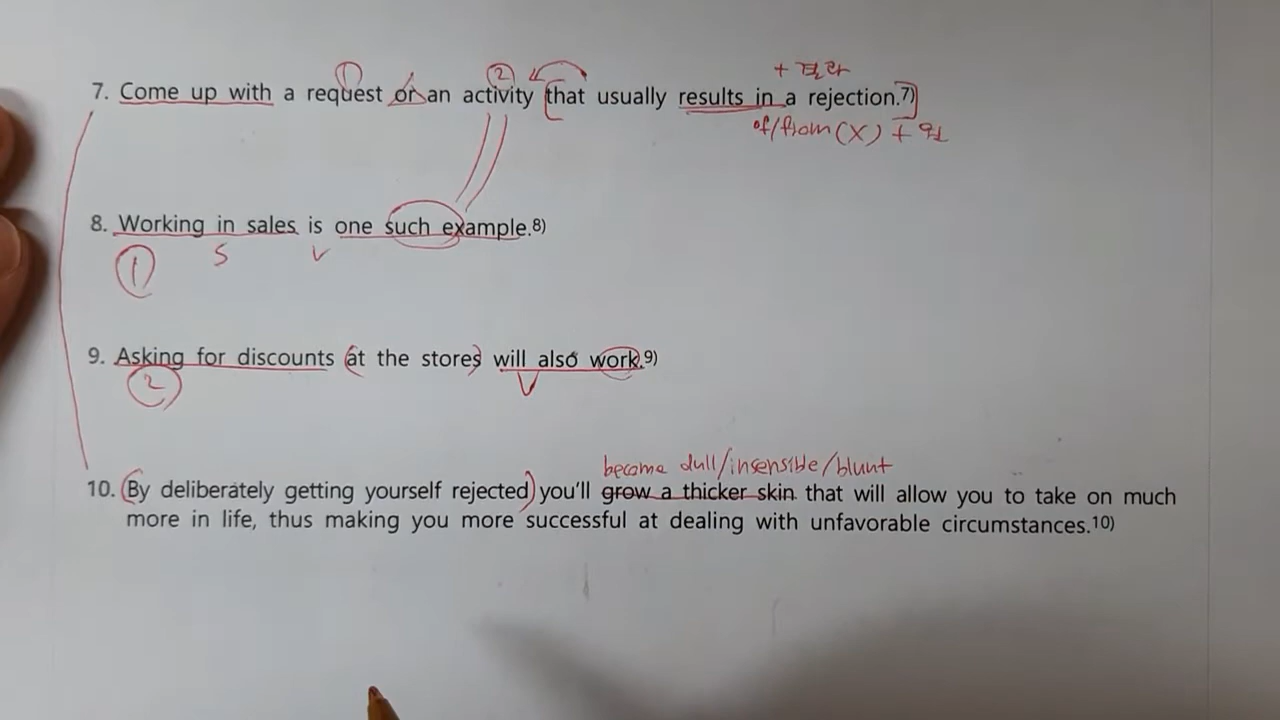 ① ② + 결과
7. Come up with a request or an activity that usually results in a rejection.7)
of/from (X) + 원
8. Working in sales is one such example.8)
① S V
9. Asking for discounts at the stores will also work.9)
② V
become dull/insensible/blunt
10. By deliberately getting yourself rejected you'll grow a thicker skin that will allow you to take on much
more in life, thus making you more successful at dealing with unfavorable circumstances.10)